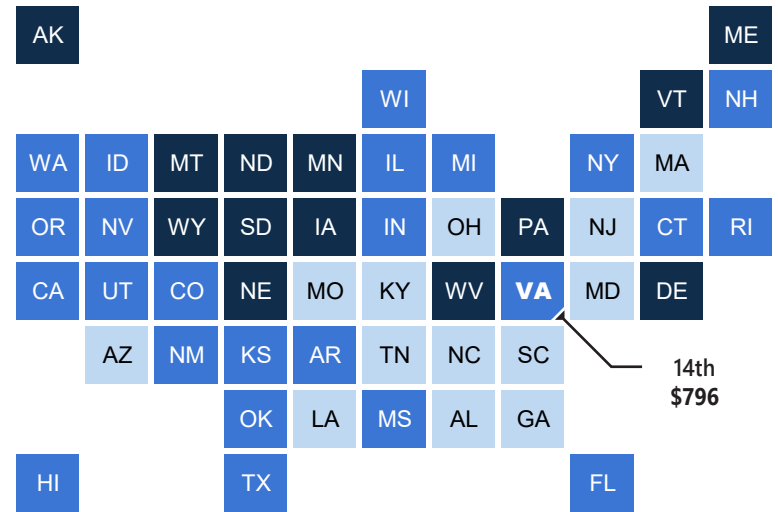 AK ME
WI VT NH
WA ID MT ND MN IL MI NY MA
OR NV WY SD IA IN OH PA NJ CT RI
CA UT CO NE MO KY WV VA MD DE
AZ NM KS AR TN NC SC
14th
$796
OK LA MS AL GA
HI TX FL